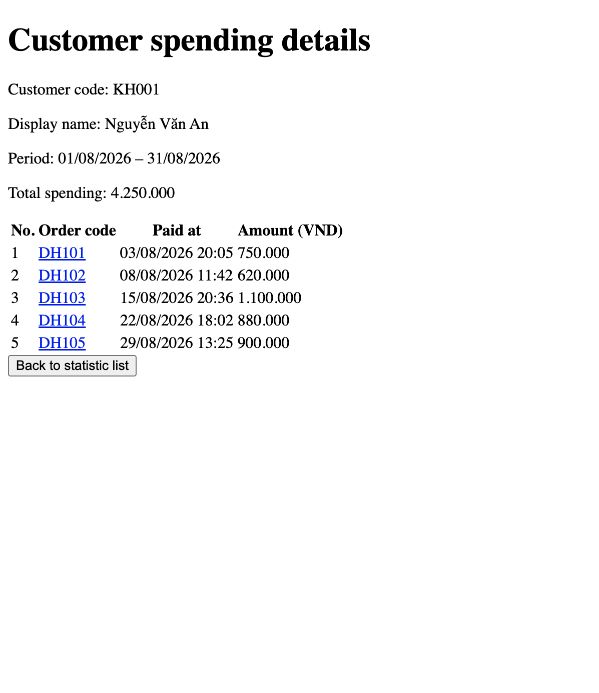 Customer spending details
Customer code: KH001
Display name: Nguyễn Văn An
Period: 01/08/2026 – 31/08/2026
Total spending: 4.250.000
No. Order code Paid at Amount (VND)
1 DH101 03/08/2026 20:05 750.000
2 DH102 08/08/2026 11:42 620.000
3 DH103 15/08/2026 20:36 1.100.000
4 DH104 22/08/2026 18:02 880.000
5 DH105 29/08/2026 13:25 900.000
Back to statistic list